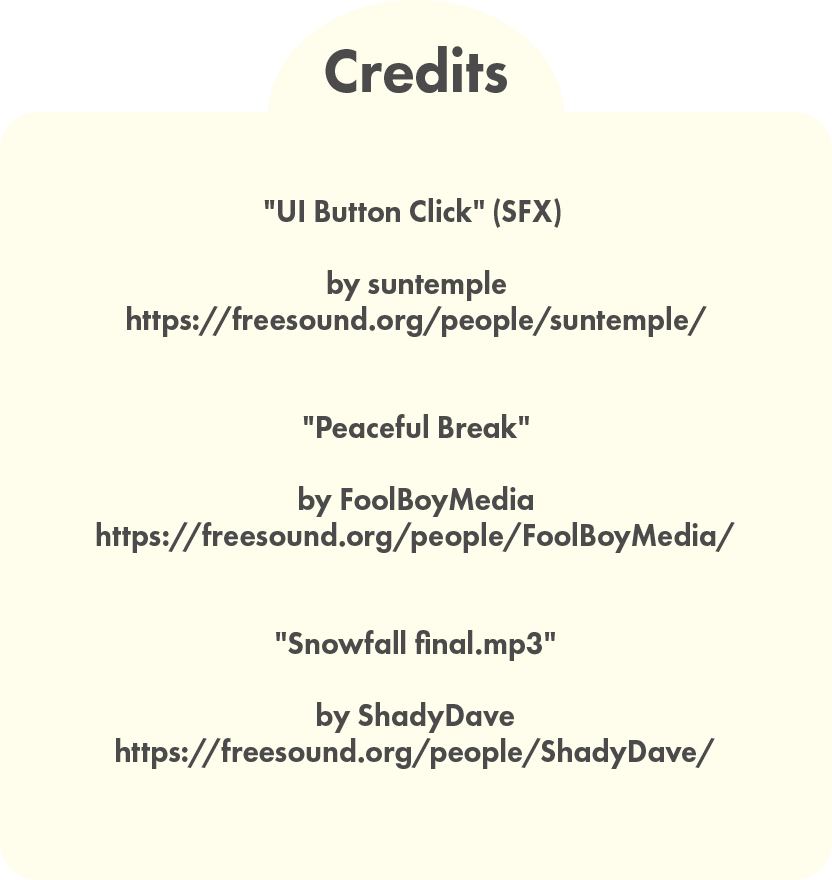 Credits
"UI Button Click" (SFX)
by suntemple
https://freesound.org/people/suntemple/
"Peaceful Break"
by FoolBoyMedia
https://freesound.org/people/FoolBoyMedia/
"Snowfall final.mp3"
by ShadyDave
https://freesound.org/people/ShadyDave/